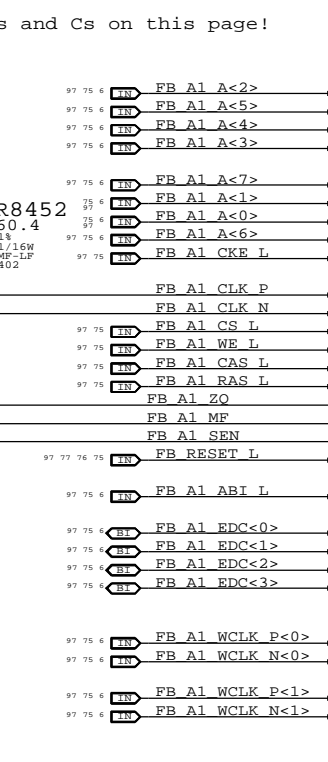 s and Cs on this page!
97 75 6 IN FB_A1_A<2>
97 75 6 IN FB_A1_A<5>
97 75 6 IN FB_A1_A<4>
97 75 6 IN FB_A1_A<3>
97 75 6 IN FB_A1_A<7>
75 6
97 IN FB_A1_A<1>
R8452
75 6
97 IN FB_A1_A<0>
60.4
97 75 6 IN FB_A1_A<6>
1%
1/16W
MF-LF
402
97 75 IN FB_A1_CKE_L
FB_A1_CLK_P
FB_A1_CLK_N
97 75 IN FB_A1_CS_L
97 75 IN FB_A1_WE_L
97 75 IN FB_A1_CAS_L
97 75 IN FB_A1_RAS_L
FB_A1_ZQ
FB_A1_MF
FB_A1_SEN
97 77 76 75 IN FB_RESET_L
97 75 6 IN FB_A1_ABI_L
97 75 6 BI FB_A1_EDC<0>
97 75 6 BI FB_A1_EDC<1>
97 75 6 BI FB_A1_EDC<2>
97 75 6 BI FB_A1_EDC<3>
97 75 6 IN FB_A1_WCLK_P<0>
97 75 6 IN FB_A1_WCLK_N<0>
97 75 6 IN FB_A1_WCLK_P<1>
97 75 6 IN FB_A1_WCLK_N<1>